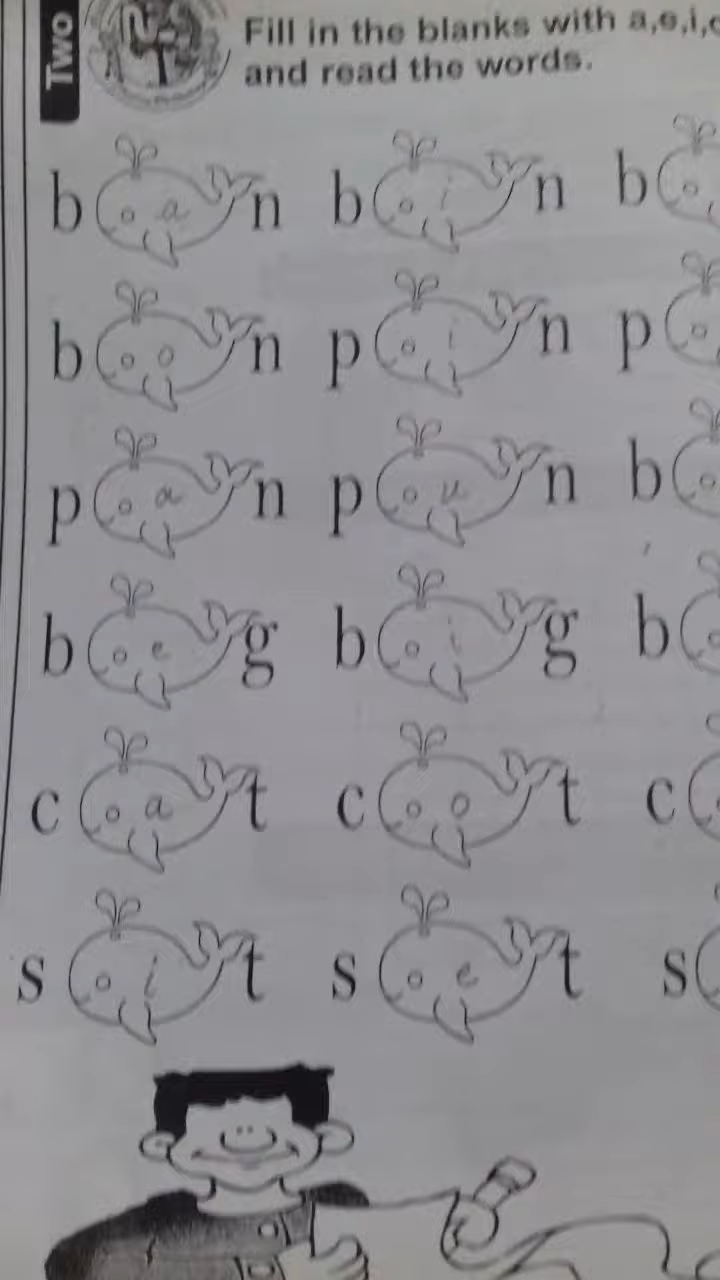 Two
Fill in the blanks with a,e,i,
and read the words.
b a n b i n b
b o n p i n p
p a n p u n b
b e g b i g b
c a t c o t c
s i t s e t s